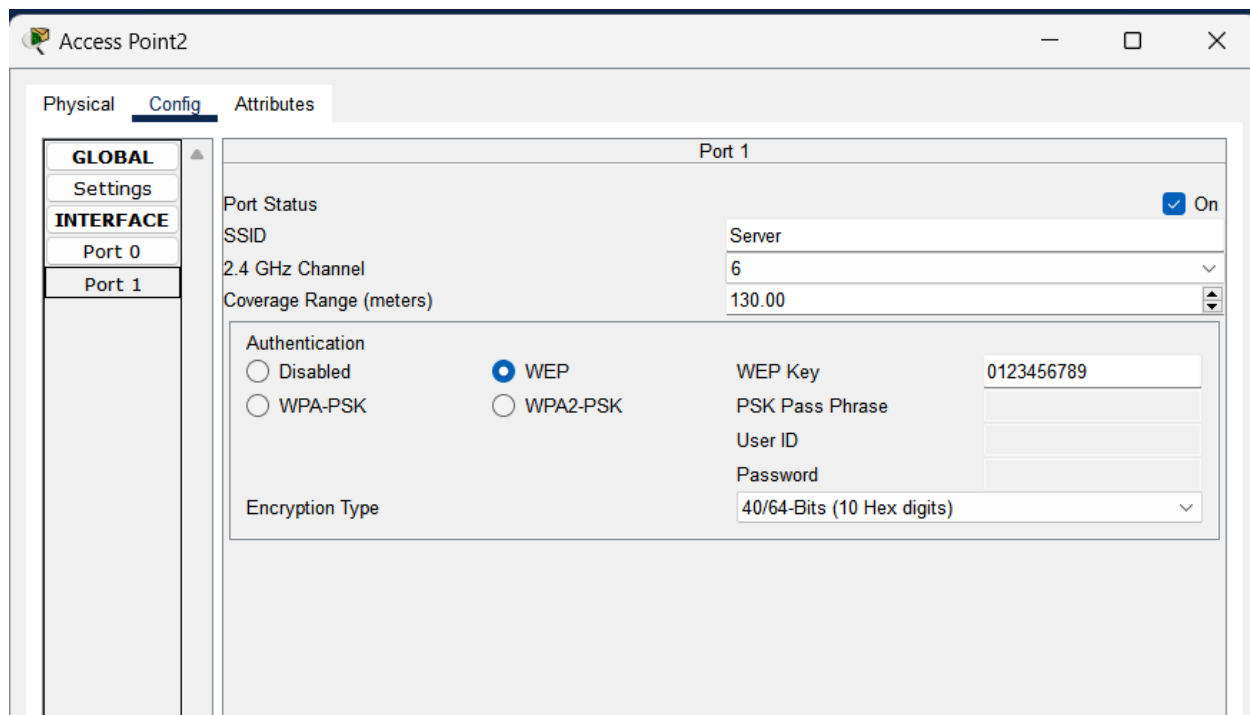 Access Point2
Physical Config Attributes
GLOBAL
Settings
INTERFACE
Port 0
Port 1
Port 1
Port Status On
SSID Server
2.4 GHz Channel 6
Coverage Range (meters) 130.00
Authentication
Disabled WEP WEP Key 0123456789
WPA-PSK WPA2-PSK PSK Pass Phrase
User ID
Password
Encryption Type 40/64-Bits (10 Hex digits)